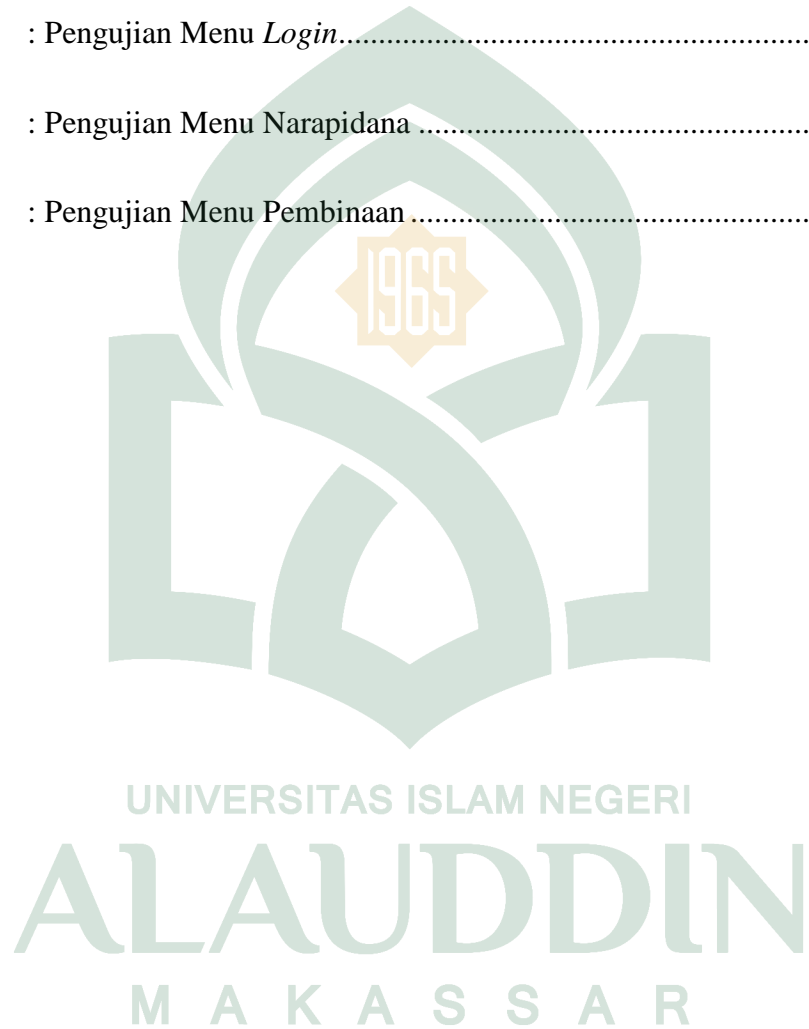 : Pengujian Menu Login............................................................
: Pengujian Menu Narapidana ..................................................
: Pengujian Menu Pembinaan ...................................................
1965
UNIVERSITAS ISLAM NEGERI
ALAUDDIN
M A K A S S A R